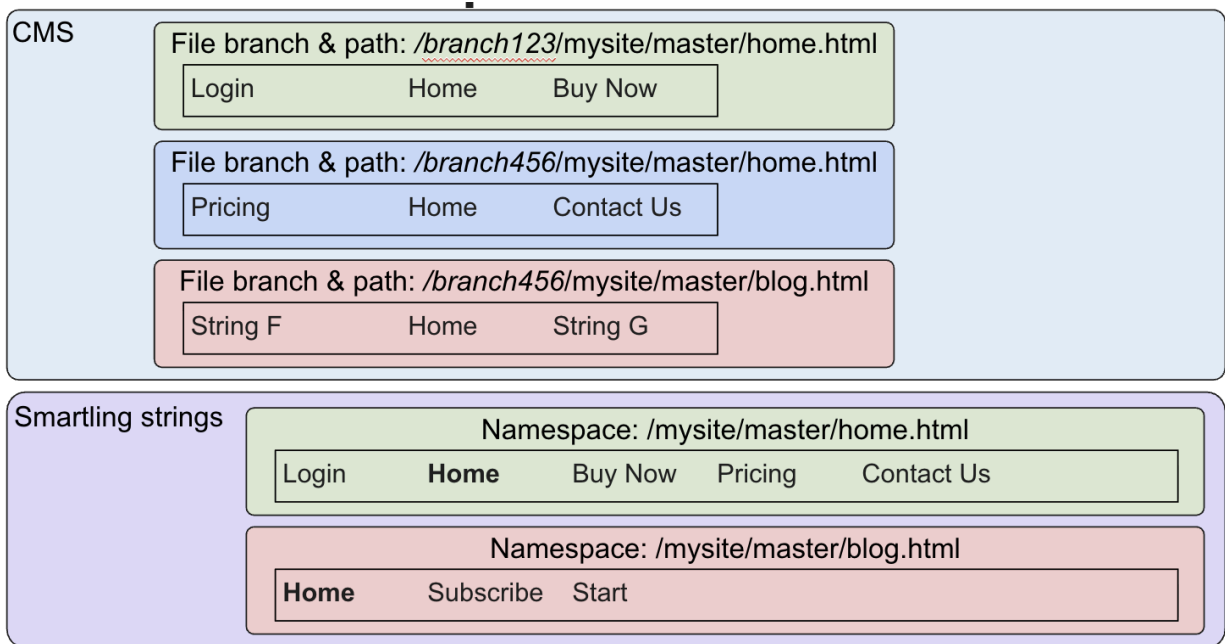 CMS
File branch & path: /branch123/mysite/master/home.html
Login Home Buy Now
File branch & path: /branch456/mysite/master/home.html
Pricing Home Contact Us
File branch & path: /branch456/mysite/master/blog.html
String F Home String G
Smartling strings
Namespace: /mysite/master/home.html
Login Home Buy Now Pricing Contact Us
Namespace: /mysite/master/blog.html
Home Subscribe Start